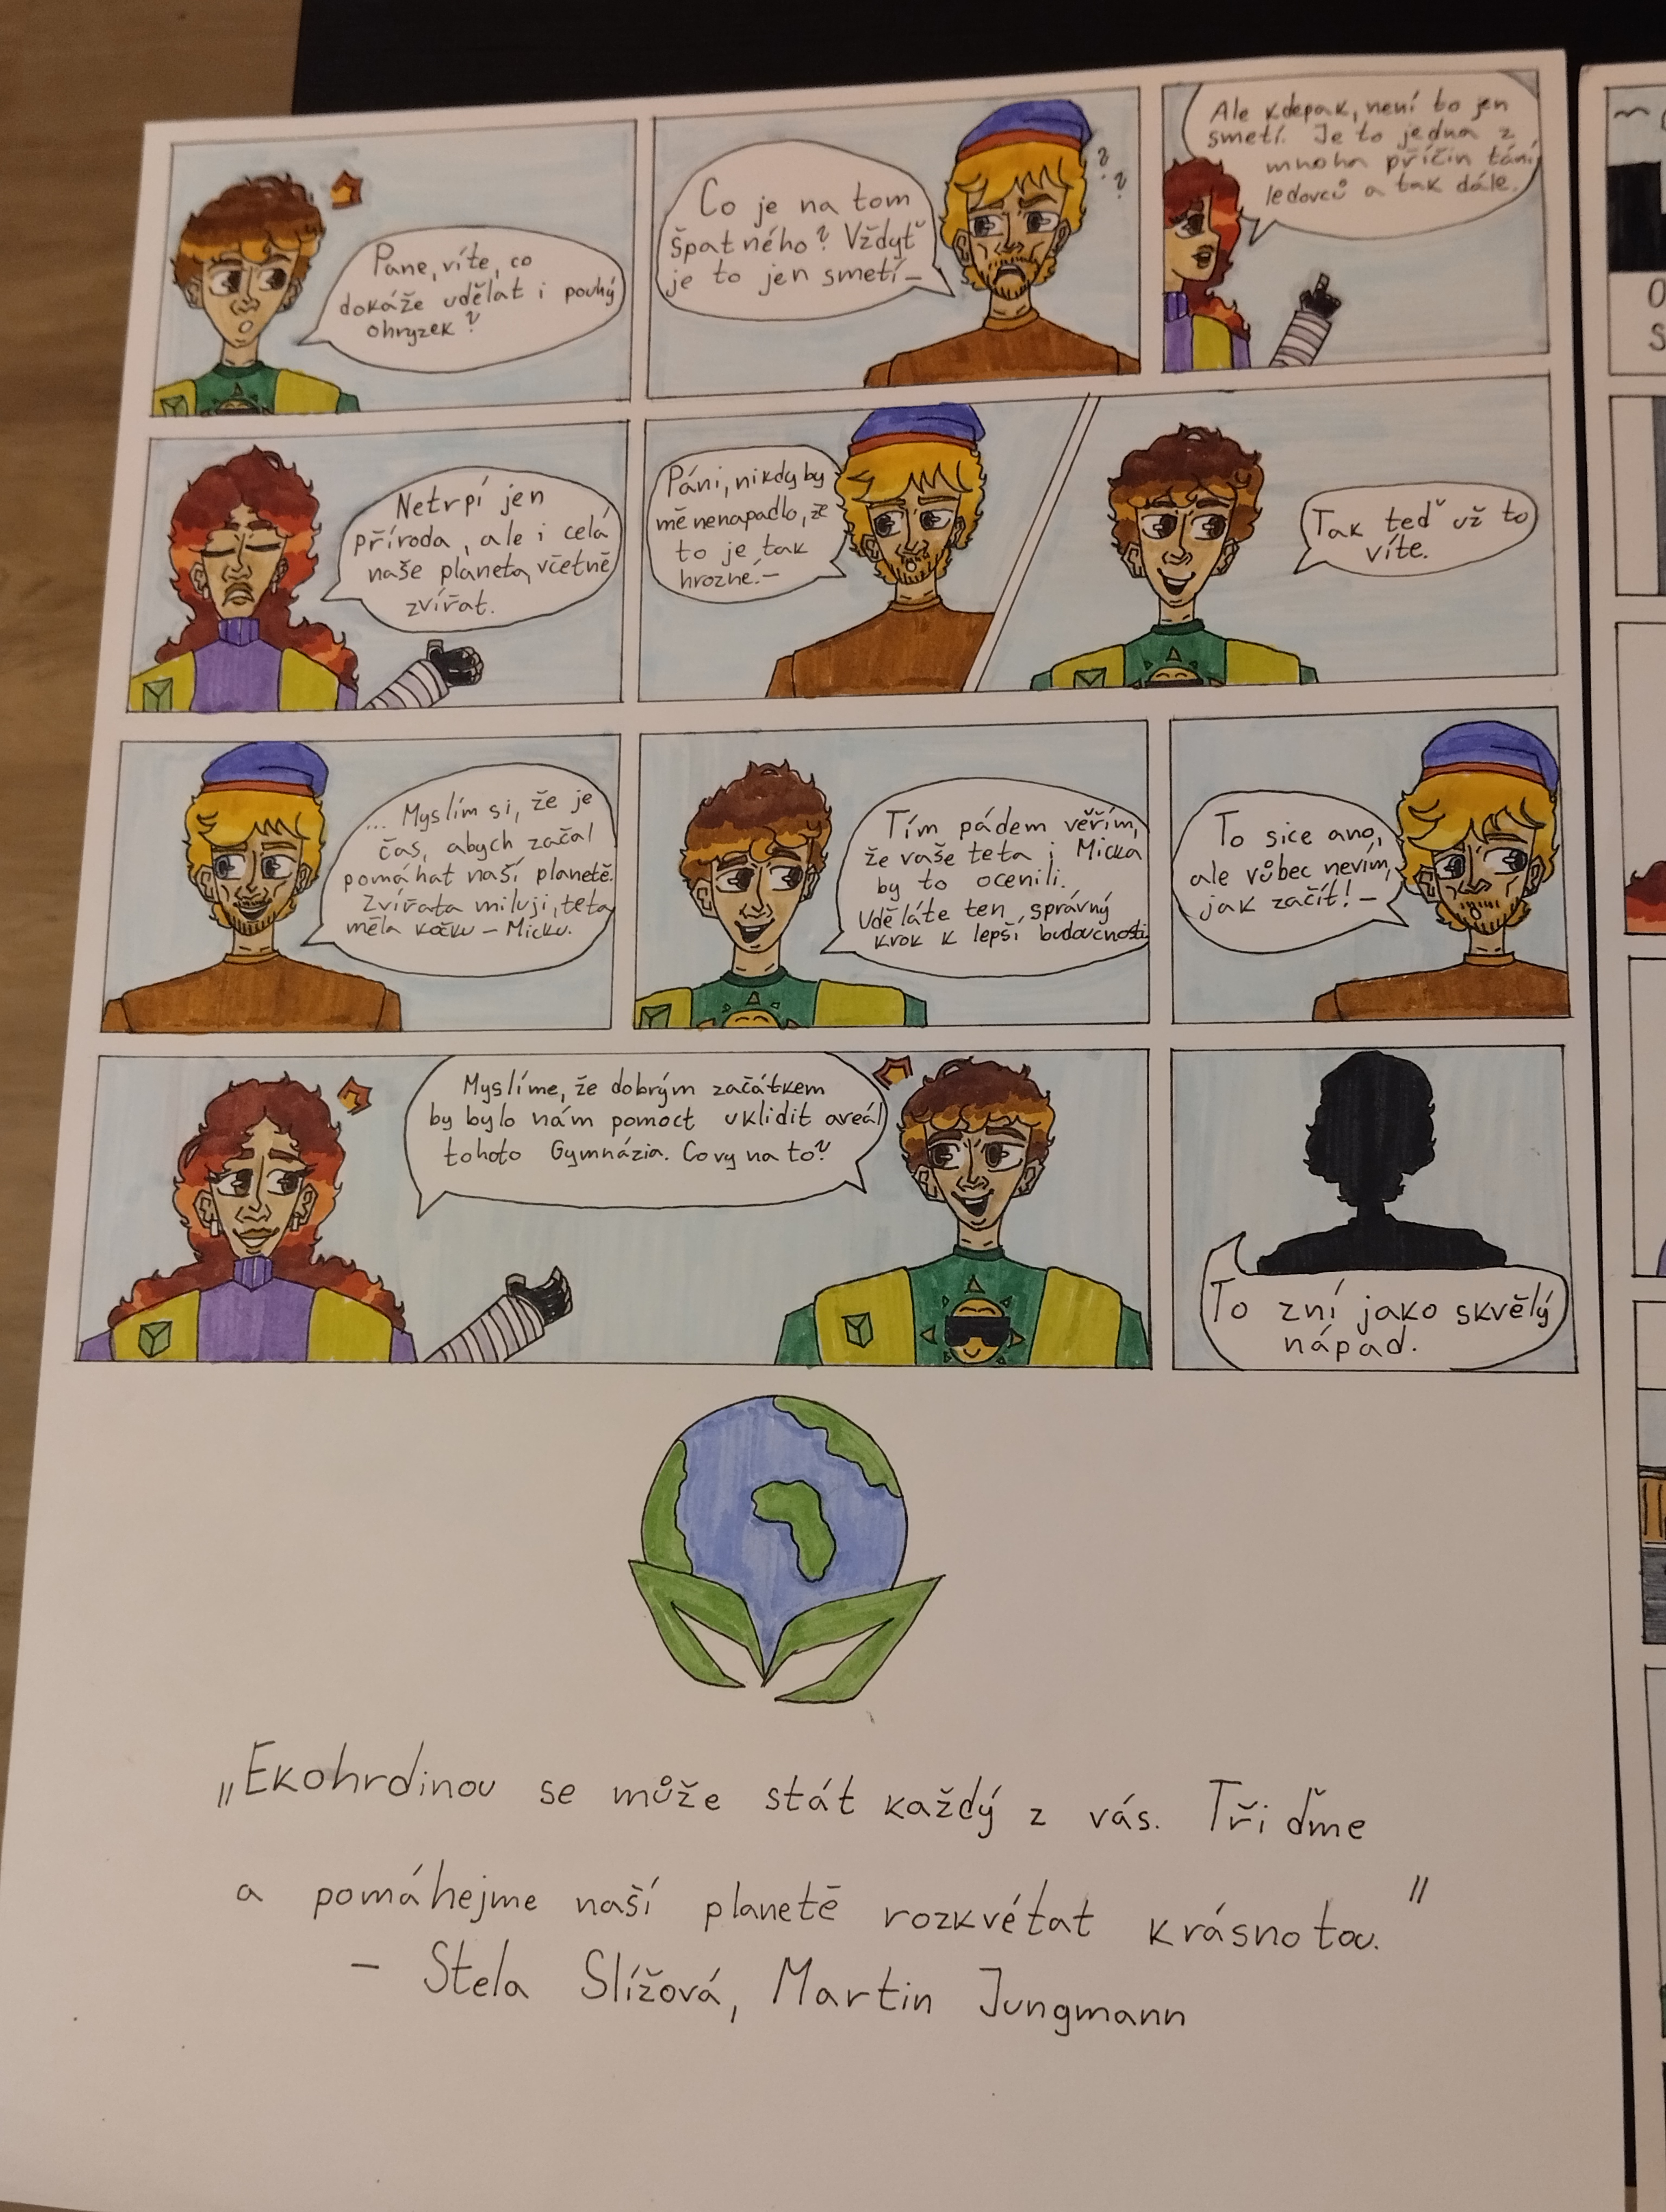 Pane, víte, co
dokáže udělat i pouhý
ohryzek?
Co je na tom
špatného? Vždyť
je to jen smetí–
Ale kdepak, není to jen
smetí. Je to jedna z
mnoha příčin tání
ledovců a tak dále.
Netrpí jen
příroda, ale i celá
naše planeta, včetně
zvířat.
Páni, nikdy by
mě nenapadlo, že
to je tak
hrozné.–
Tak teď už to
víte.
... Myslím si, že je
čas, abych začal
pomáhat naší planetě.
Zvířata miluji, teta
měla kočku – Micku.
Tím pádem věřím,
že vaše teta i Micka
by to ocenili.
Uděláte ten správný
krok k lepší budoucnosti
To sice ano,
ale vůbec nevím,
jak začít! –
Myslíme, že dobrým začátkem
by bylo nám pomoct uklidit areál
tohoto Gymnázia. Co vy na to?
To zní jako skvělý
nápad.
„Ekohrdinou se může stát každý z vás. Třiďme
a pomáhejme naší planetě rozkvétat krásnotou."
– Stela Slížová, Martin Jungmann
O
S